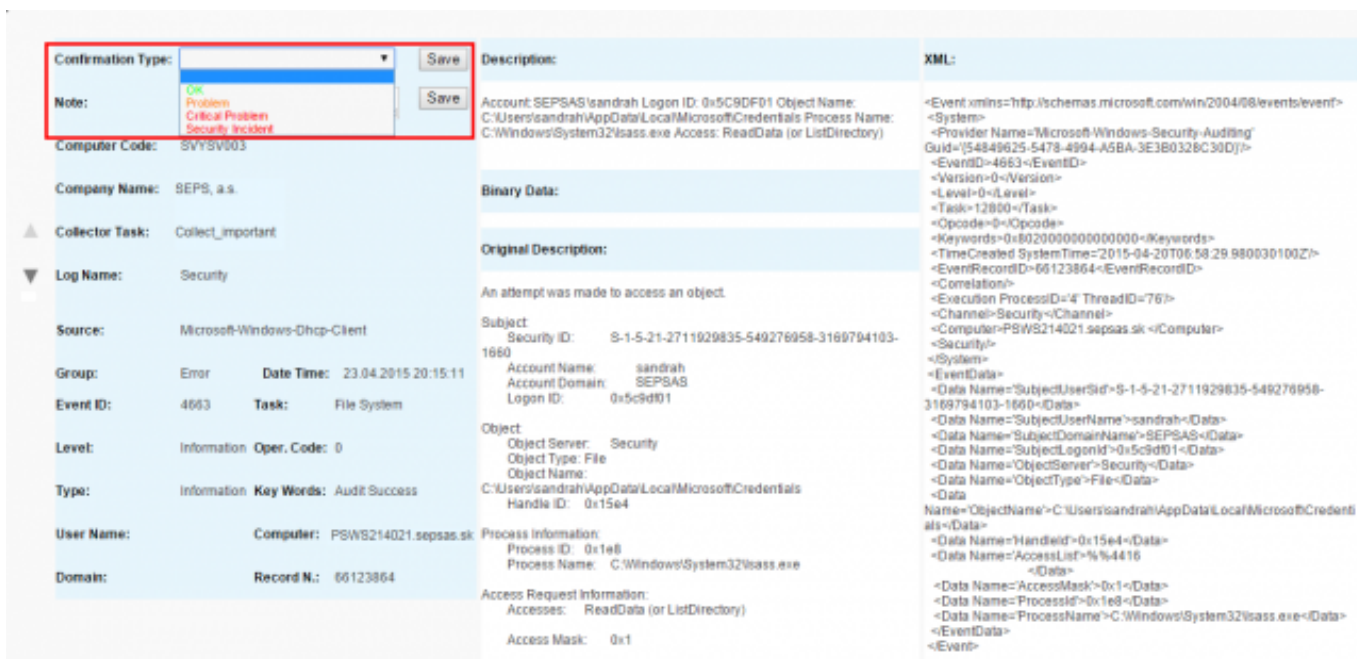 Confirmation Type:
Save
OK
Problem
Critical Problem
Security Incident
Note:
Save
Computer Code: SVYSV003
Company Name: SEPS, a.s.
Collector Task: Collect_important
Log Name: Security
Source: Microsoft-Windows-Dhcp-Client
Group: Error Date Time: 23.04.2015 20:15:11
Event ID: 4663 Task: File System
Level: Information Oper. Code: 0
Type: Information Key Words: Audit Success
User Name: Computer: PSWS214021.sepsas.sk
Domain: Record N.: 66123864
Description:
Account: SEPSAS\sandrah Logon ID: 0x5C9DF01 Object Name:
C:\Users\sandrah\AppData\Local\Microsoft\Credentials Process Name:
C:\Windows\System32\lsass.exe Access: ReadData (or ListDirectory)
Binary Data:
Original Description:
An attempt was made to access an object.
Subject:
Security ID: S-1-5-21-2711929835-549276958-3169794103-
1660
Account Name: sandrah
Account Domain: SEPSAS
Logon ID: 0x5c9df01
Object:
Object Server: Security
Object Type: File
Object Name:
C:\Users\sandrah\AppData\Local\Microsoft\Credentials
Handle ID: 0x15e4
Process Information:
Process ID: 0x1e8
Process Name: C:\Windows\System32\lsass.exe
Access Request Information:
Accesses: ReadData (or ListDirectory)
Access Mask: 0x1
XML:
<Event xmlns='http://schemas.microsoft.com/win/2004/08/events/event'>
<System>
<Provider Name='Microsoft-Windows-Security-Auditing'
Guid='{54849625-5478-4994-A5BA-3E3B0328C30D}'/>
<EventID>4663</EventID>
<Version>0</Version>
<Level>0</Level>
<Task>12800</Task>
<Opcode>0</Opcode>
<Keywords>0x8020000000000000</Keywords>
<TimeCreated SystemTime='2015-04-20T06:58:29.980030100Z'/>
<EventRecordID>66123864</EventRecordID>
<Correlation/>
<Execution ProcessID='4' ThreadID='76'/>
<Channel>Security</Channel>
<Computer>PSWS214021.sepsas.sk </Computer>
<Security/>
</System>
<EventData>
<Data Name='SubjectUserSid'>S-1-5-21-2711929835-549276958-
3169794103-1660</Data>
<Data Name='SubjectUserName'>sandrah</Data>
<Data Name='SubjectDomainName'>SEPSAS</Data>
<Data Name='SubjectLogonId'>0x5c9df01</Data>
<Data Name='ObjectServer'>Security</Data>
<Data Name='ObjectType'>File</Data>
<Data
Name='ObjectName'>C:\Users\sandrah\AppData\Local\Microsoft\Credenti
als</Data>
<Data Name='HandleId'>0x15e4</Data>
<Data Name='AccessList'>%%4416
</Data>
<Data Name='AccessMask'>0x1</Data>
<Data Name='ProcessId'>0x1e8</Data>
<Data Name='ProcessName'>C:\Windows\System32\lsass.exe</Data>
</EventData>
</Event>